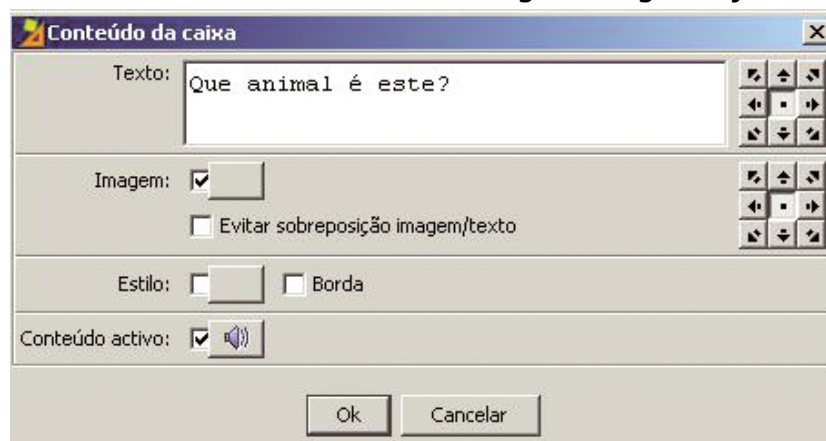 Conteúdo da caixa
Texto:
Que animal é este?
Imagem:
Evitar sobreposição imagem/texto
Estilo:
Borda
Conteúdo activo:
Ok
Cancelar